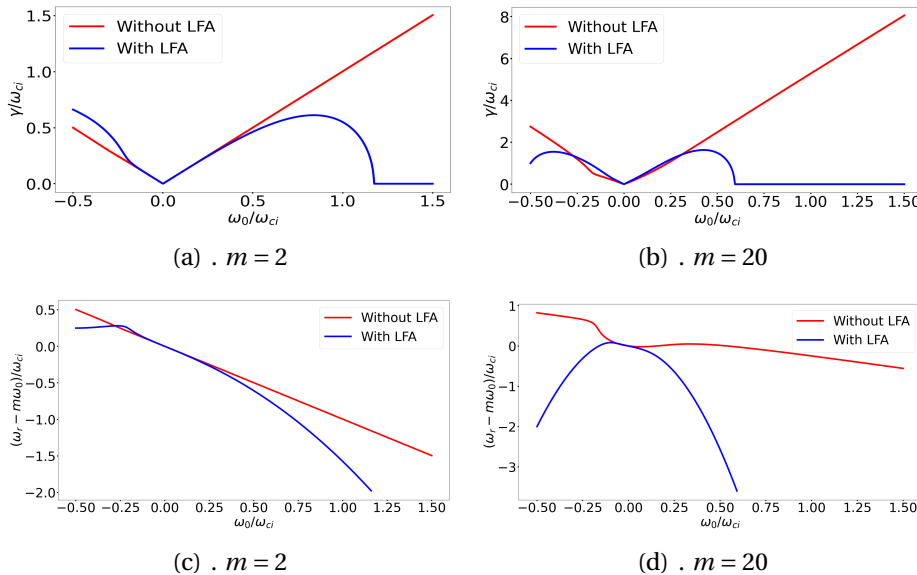 1.5
1.0
0.5
0.0
γ/ω_ci
Without LFA
With LFA
−0.5 0.0 0.5 1.0 1.5
ω_0/ω_ci
(a) . m = 2
8
6
4
2
0
γ/ω_ci
Without LFA
With LFA
−0.50 −0.25 0.00 0.25 0.50 0.75 1.00 1.25 1.50
ω_0/ω_ci
(b) . m = 20
0.5
0.0
−0.5
−1.0
−1.5
−2.0
(ω_r − mω_0)/ω_ci
Without LFA
With LFA
−0.50 −0.25 0.00 0.25 0.50 0.75 1.00 1.25 1.50
ω_0/ω_ci
(c) . m = 2
1
0
−1
−2
−3
(ω_r − mω_0)/ω_ci
Without LFA
With LFA
−0.50 −0.25 0.00 0.25 0.50 0.75 1.00 1.25 1.50
ω_0/ω_ci
(d) . m = 20